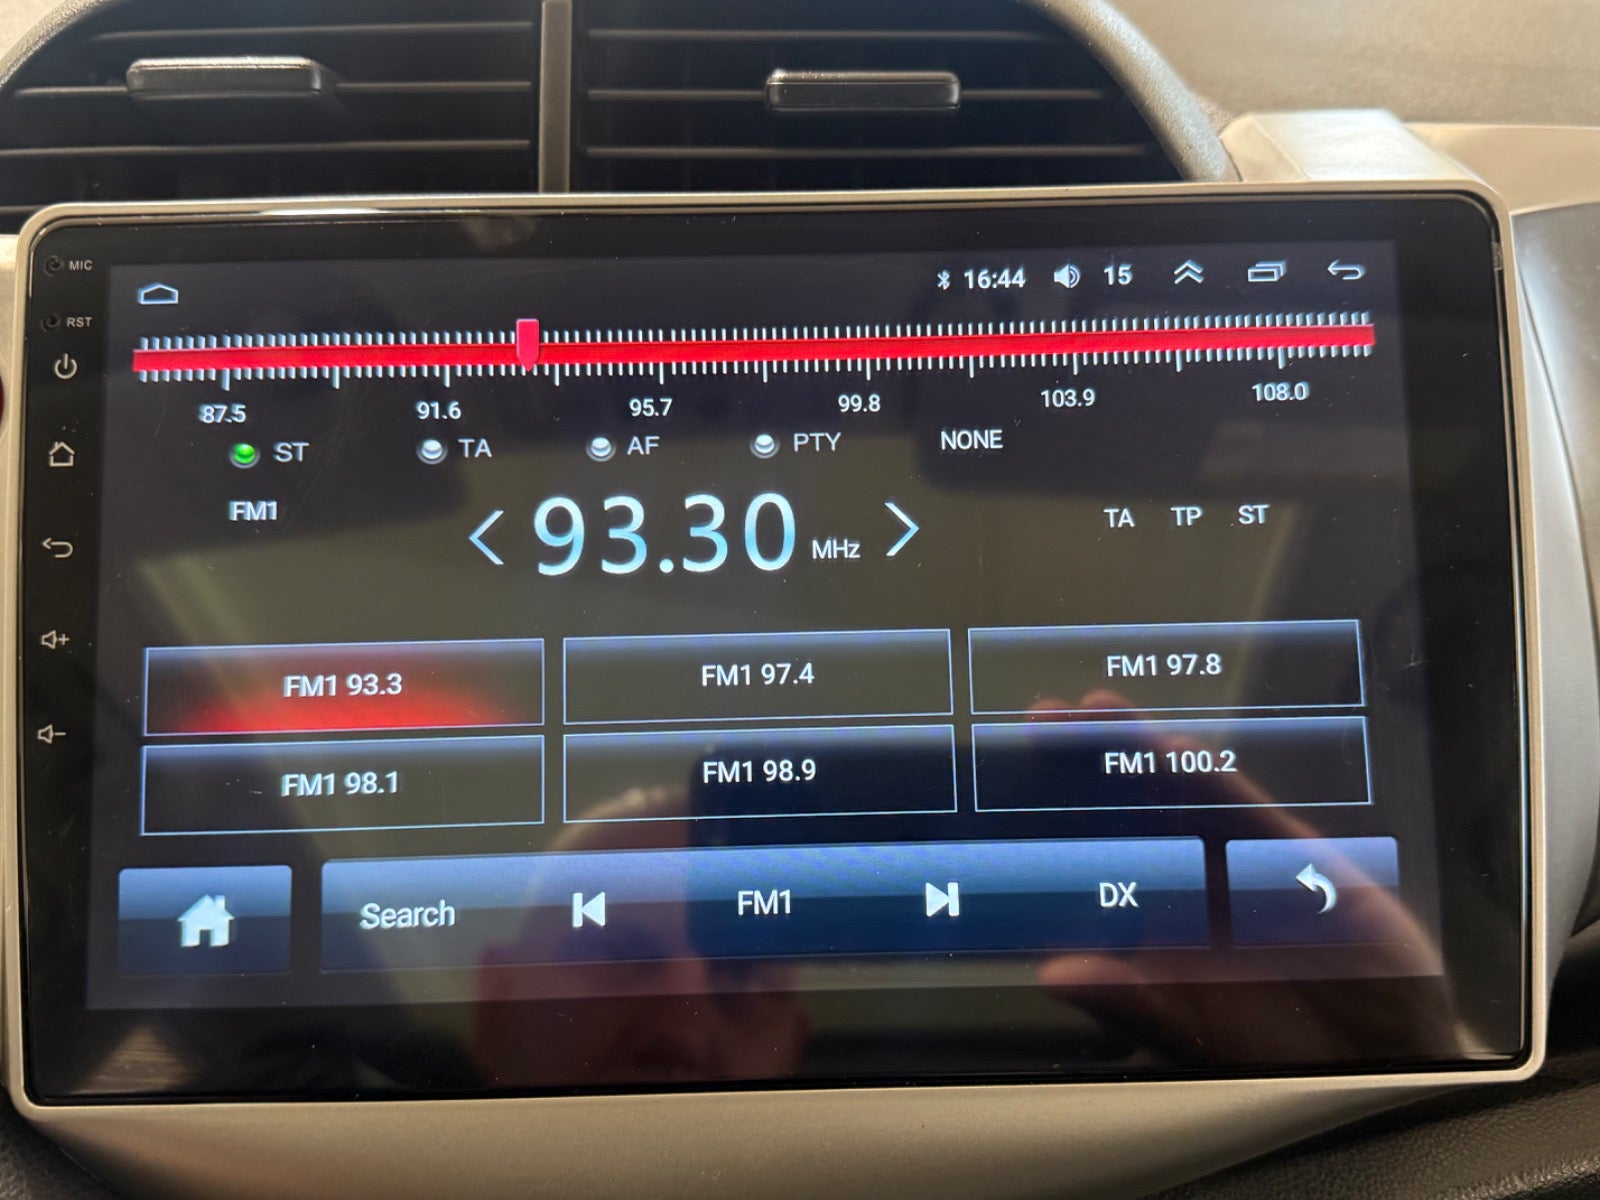 MIC
16:44 15
RST
87.5 91.6 95.7 99.8 103.9 108.0
ST TA AF PTY NONE
FM1 93.30 MHz TA TP ST
FM1 93.3 FM1 97.4 FM1 97.8
FM1 98.1 FM1 98.9 FM1 100.2
Search FM1 DX